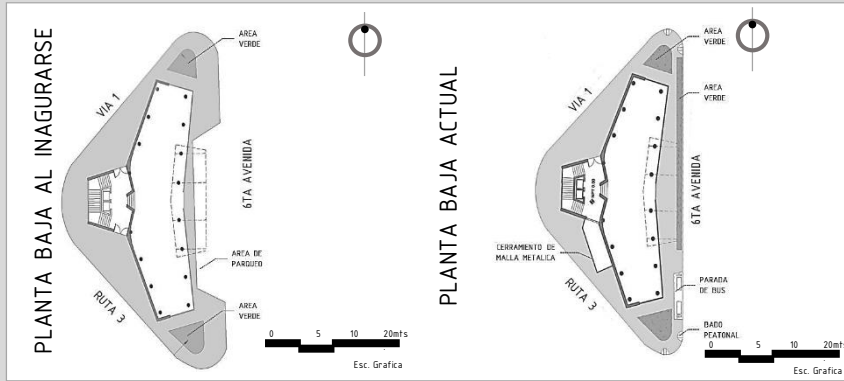 PLANTA BAJA AL INAGURARSE
AREA
VERDE
VIA 1
6TA AVENIDA
AREA DE
PARQUEO
RUTA 3
AREA
VERDE
0 5 10 20mts
Esc. Grafica
PLANTA BAJA ACTUAL
AREA
VERDE
AREA
VERDE
VIA 1
6TA AVENIDA
CERRAMIENTO DE
MALLA METALICA
RUTA 3
PARADA
DE BUS
BADO
PEATONAL
0 5 10 20mts
Esc. Grafica